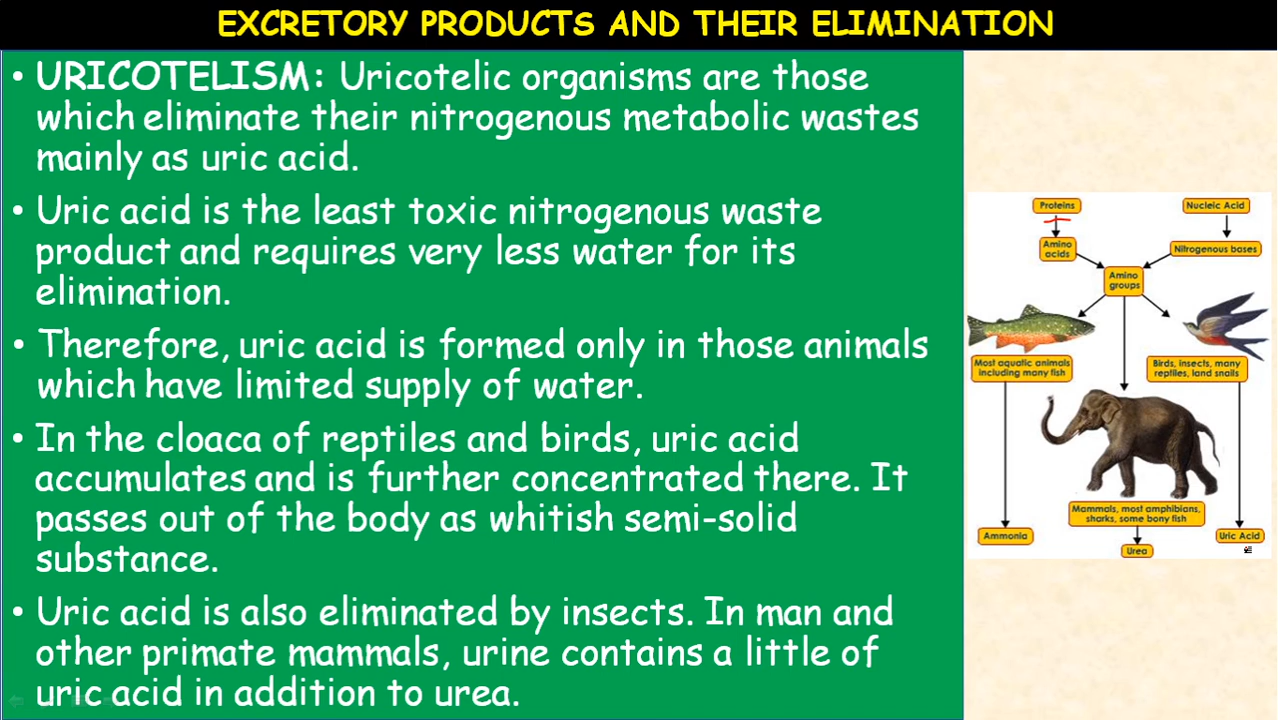 EXCRETORY PRODUCTS AND THEIR ELIMINATION
• URICOTELISM: Uricotelic organisms are those
which eliminate their nitrogenous metabolic wastes
mainly as uric acid.
• Uric acid is the least toxic nitrogenous waste
product and requires very less water for its
elimination.
• Therefore, uric acid is formed only in those animals
which have limited supply of water.
• In the cloaca of reptiles and birds, uric acid
accumulates and is further concentrated there. It
passes out of the body as whitish semi-solid
substance.
• Uric acid is also eliminated by insects. In man and
other primate mammals, urine contains a little of
uric acid in addition to urea.
Proteins
Nucleic Acid
Amino
acids
Nitrogenous bases
Amino
groups
Most aquatic animals
including many fish
Birds, insects, many
reptiles, land snails
Mammals, most amphibians,
sharks, some bony fish
Ammonia
Urea
Uric Acid